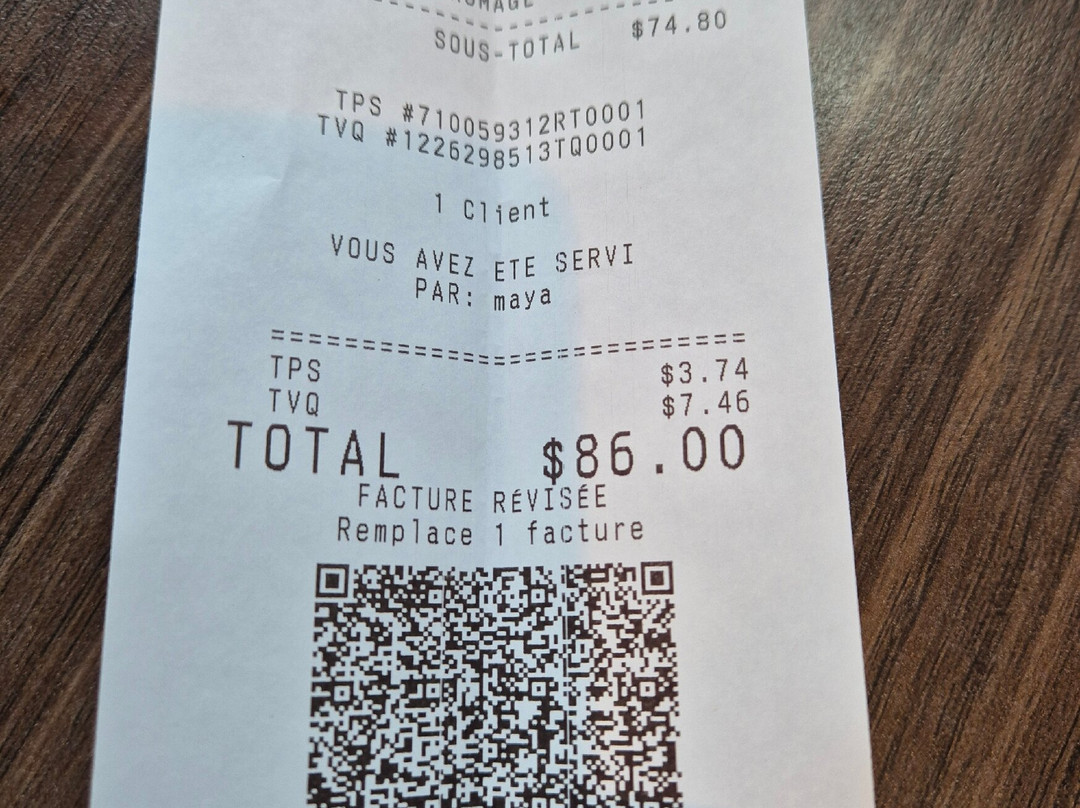 SOUS-TOTAL $74.80
TPS #710059312RT0001
TVQ #1226298513TQ0001
1 Client
VOUS AVEZ ETE SERVI
PAR: maya
TPS $3.74
TVQ $7.46
TOTAL $86.00
FACTURE RÉVISÉE
Remplace 1 facture